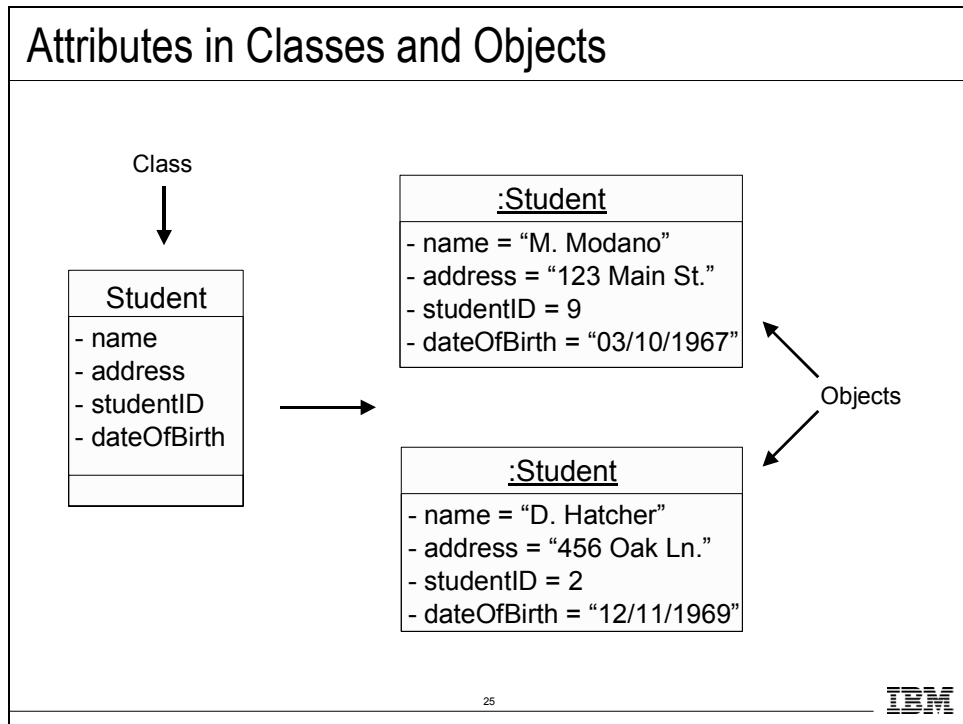 Attributes in Classes and Objects
Class
Student
- name
- address
- studentID
- dateOfBirth
:Student
- name = “M. Modano”
- address = “123 Main St.”
- studentID = 9
- dateOfBirth = “03/10/1967”
Objects
:Student
- name = “D. Hatcher”
- address = “456 Oak Ln.”
- studentID = 2
- dateOfBirth = “12/11/1969”
25
IBM